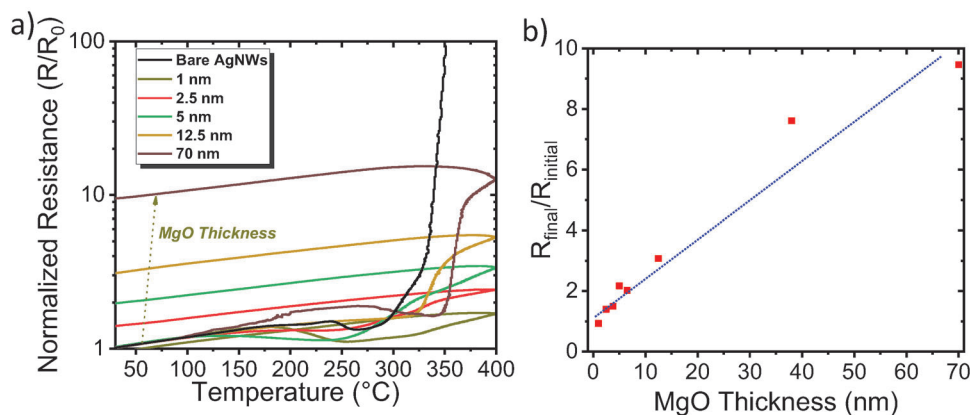 a)
Normalized Resistance (R/R₀)
100
10
1
Bare AgNWs
1 nm
2.5 nm
5 nm
12.5 nm
70 nm
MgO Thickness
50 100 150 200 250 300 350 400
Temperature (°C)
b)
R_final/R_initial
10
8
6
4
2
0
0 10 20 30 40 50 60 70
MgO Thickness (nm)